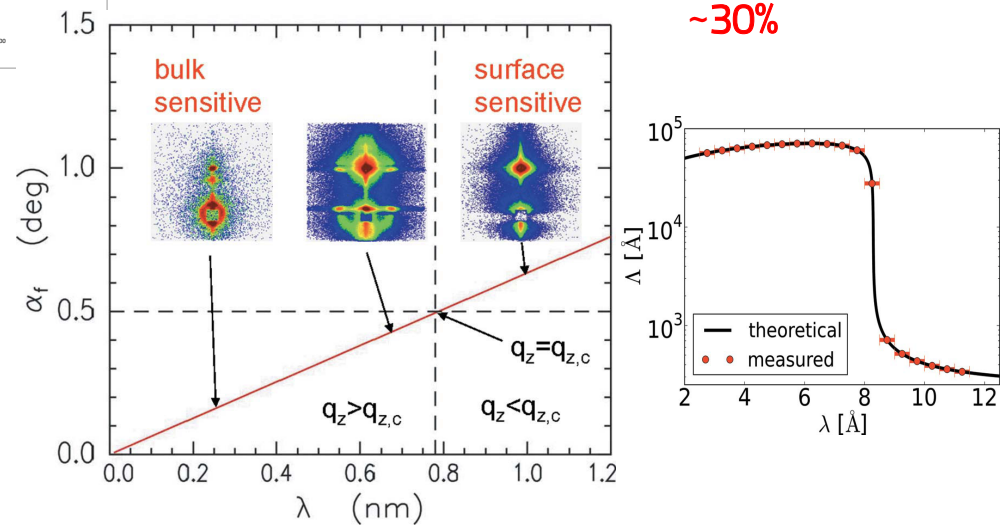 ~30%
∞
1.5
1.0
0.5
0.0
α_f (deg)
bulk
sensitive
surface
sensitive
q_z=q_z,c
q_z>q_z,c
q_z<q_z,c
0.0 0.2 0.4 0.6 0.8 1.0 1.2
λ (nm)
10^5
10^4
10^3
Λ [Å]
theoretical
measured
2 4 6 8 10 12
λ [Å]